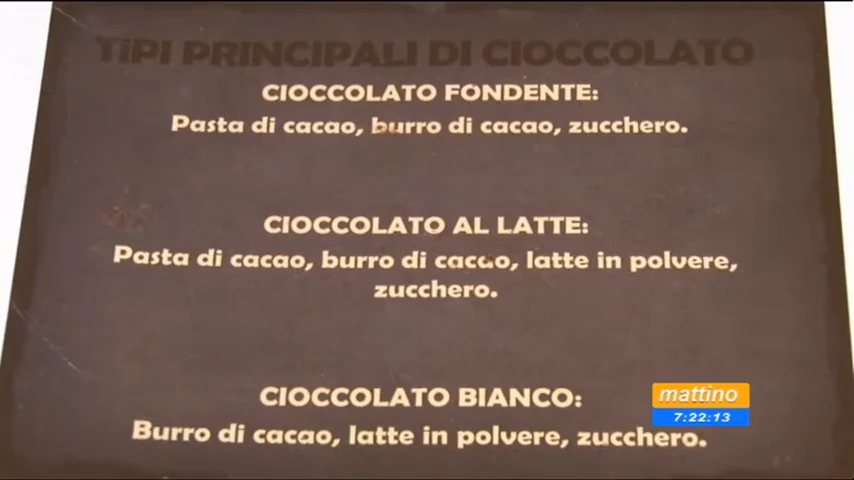 TIPI PRINCIPALI DI CIOCCOLATO
CIOCCOLATO FONDENTE:
Pasta di cacao, burro di cacao, zucchero.
CIOCCOLATO AL LATTE:
Pasta di cacao, burro di cacao, latte in polvere,
zucchero.
CIOCCOLATO BIANCO:
Burro di cacao, latte in polvere, zucchero.
mattino
7:22:13